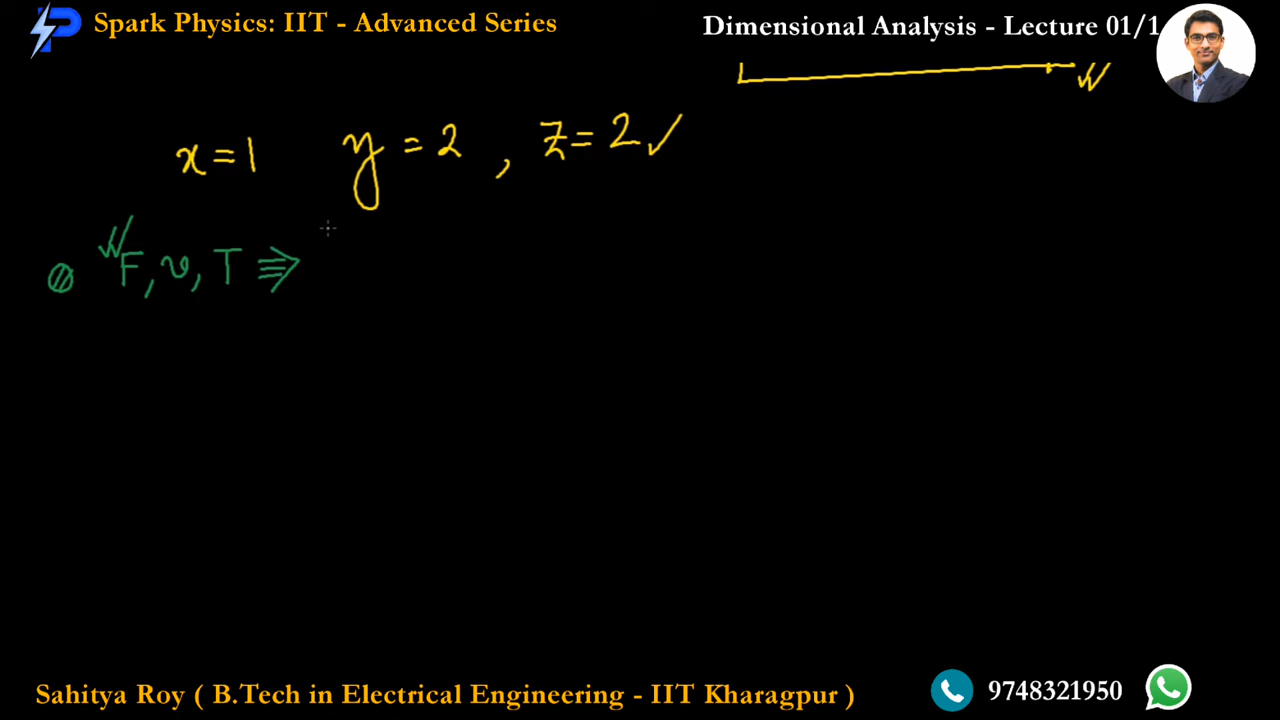 Spark Physics: IIT - Advanced Series
Dimensional Analysis - Lecture 01/1
x = 1 y = 2 , z = 2 ✓
F, v, T ⇛
Sahitya Roy ( B.Tech in Electrical Engineering - IIT Kharagpur )
9748321950